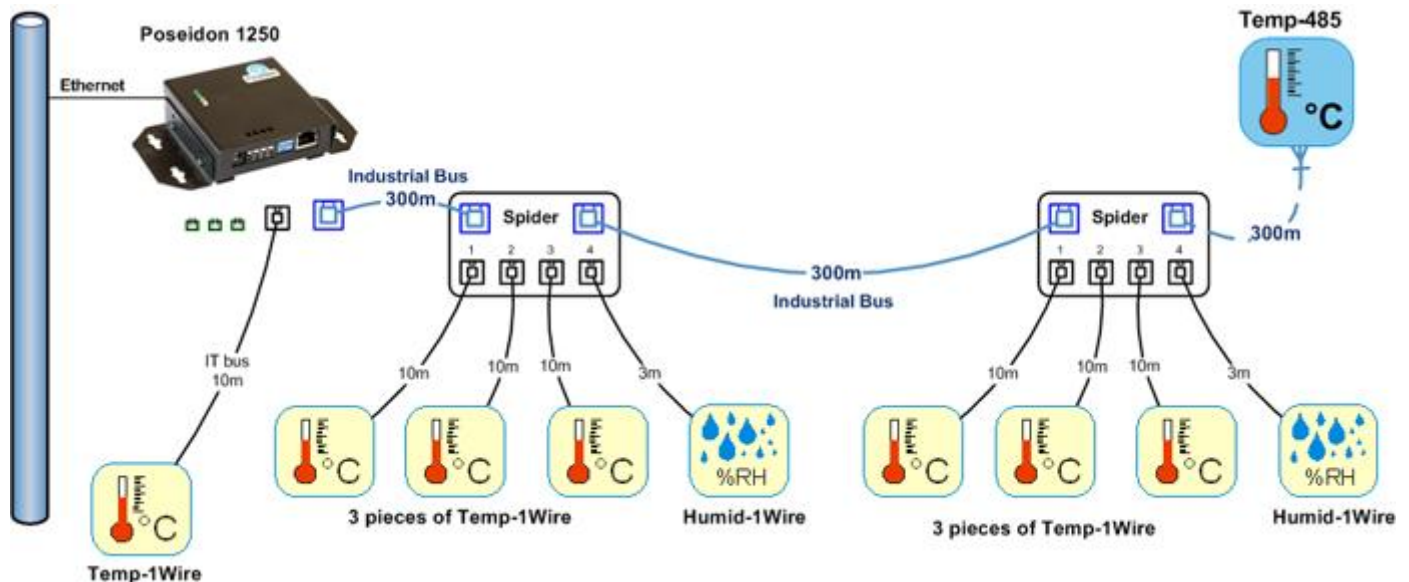 Poseidon 1250
Temp-485
Ethernet
°C
Industrial Bus
300m
Spider
1 2 3 4
Spider
1 2 3 4
300m
300m
Industrial Bus
IT bus
10m
10m
10m
10m
3m
10m
10m
10m
3m
°C
°C
°C
%RH
°C
°C
°C
%RH
°C
3 pieces of Temp-1Wire
Humid-1Wire
3 pieces of Temp-1Wire
Humid-1Wire
Temp-1Wire